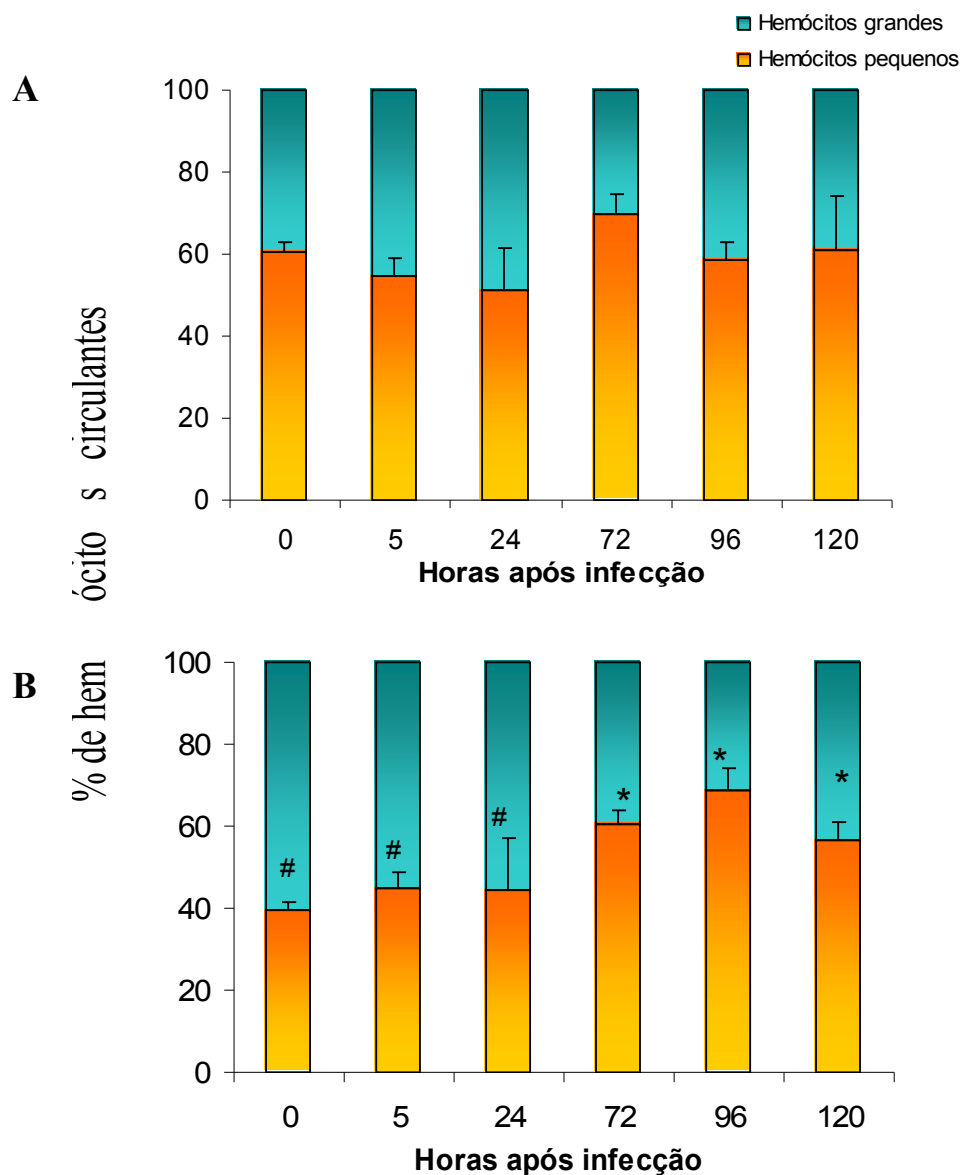 Hemócitos grandes
Hemócitos pequenos
A
100
80
60
40
20
0
0 5 24 72 96 120
Horas após infecção
% de hem ócito s circulantes
B
100
80
60
40
20
0
# # # * * *
0 5 24 72 96 120
Horas após infecção